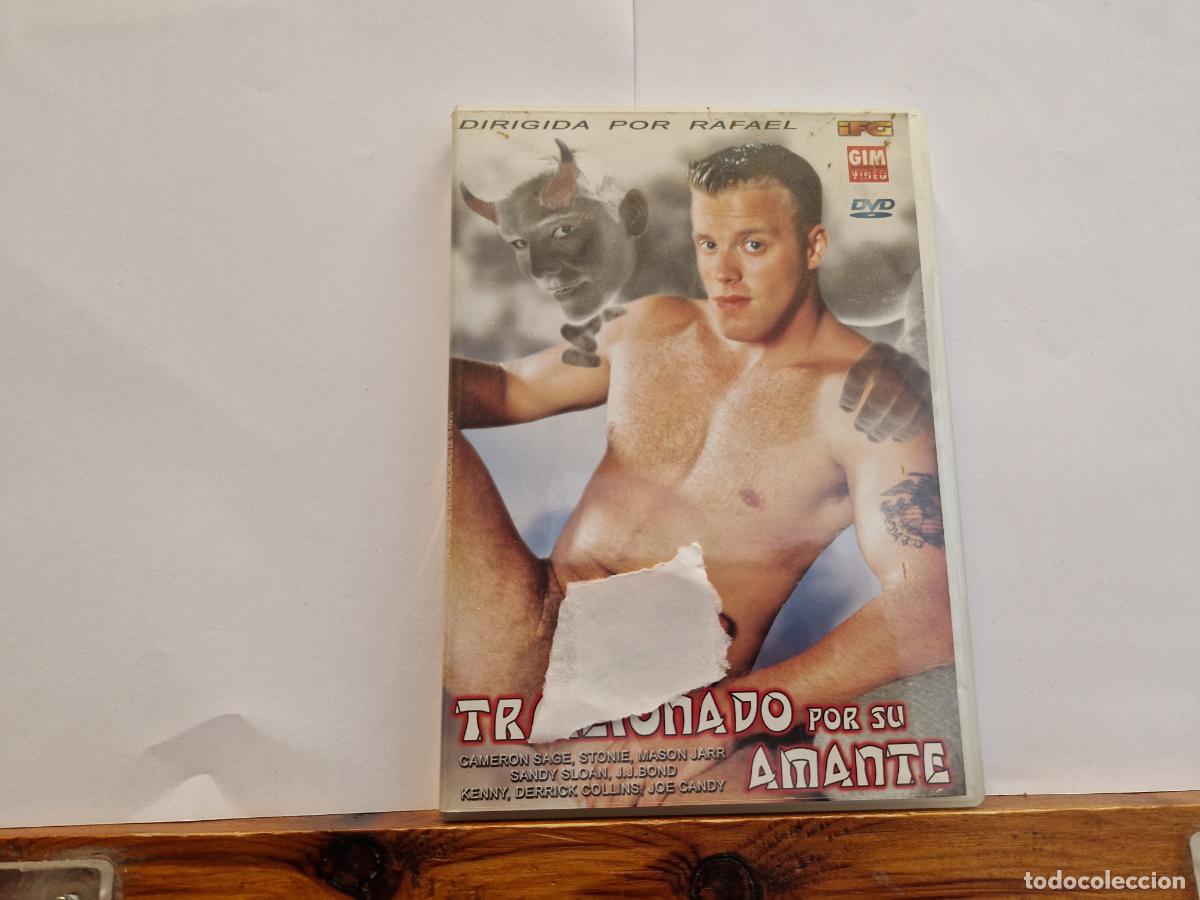 DIRIGIDA POR RAFAEL
iFG
GIM
VIDEO
DVD
POR SU
AMANTE
CAMERON SAGE, STONIE, MASON JARR
SANDY SLOAN, J.J.BOND
KENNY, DERRICK COLLINS, JOE CANDY
todocoleccion